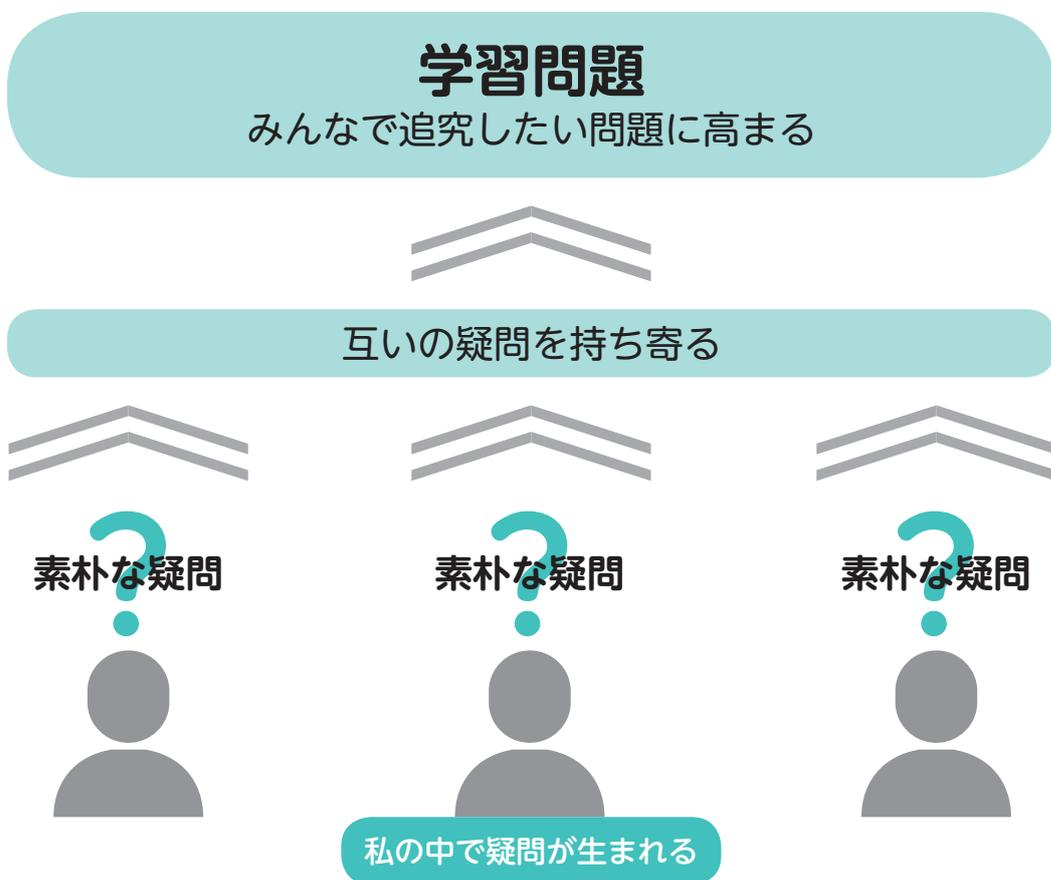 学習問題
みんなで追究したい問題に高まる
互いの疑問を持ち寄る
素朴な疑問
素朴な疑問
素朴な疑問
私の中で疑問が生まれる